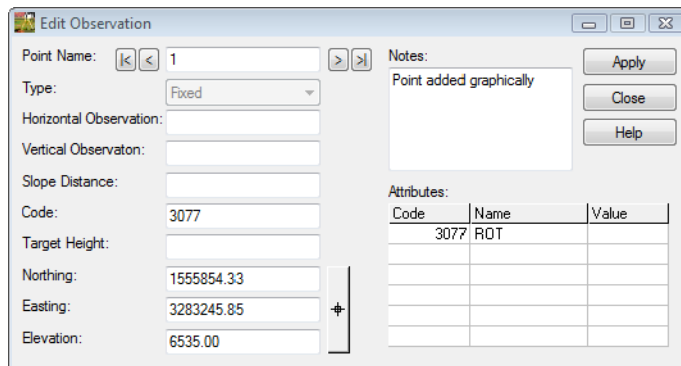 Edit Observation
Point Name: |< < 1 > >|
Type: Fixed
Horizontal Observation:
Vertical Observaton:
Slope Distance:
Code: 3077
Target Height:
Northing: 1555854.33
Easting: 3283245.85
Elevation: 6535.00
Notes:
Point added graphically
Apply
Close
Help
Attributes:
Code Name Value
3077 ROT